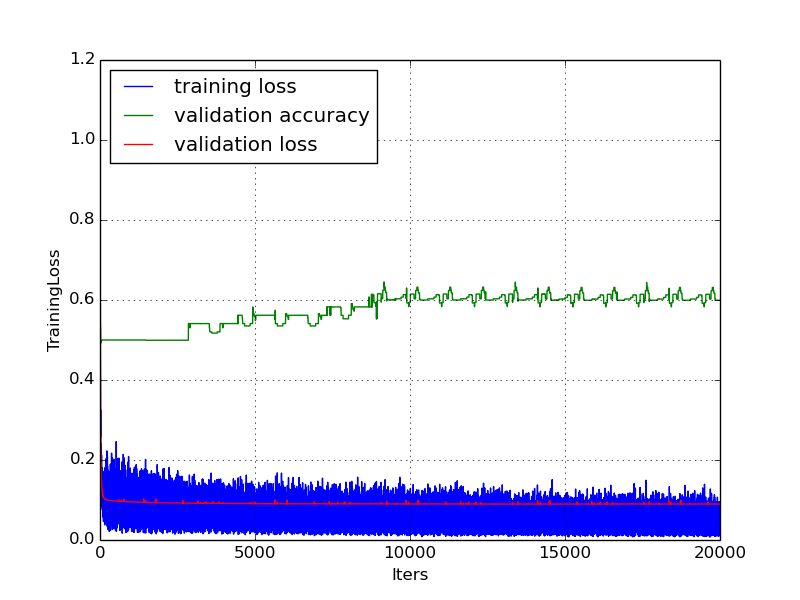 1.2
1.0
0.8
0.6
0.4
0.2
0.0
TrainingLoss
training loss
validation accuracy
validation loss
0
5000
10000
15000
20000
Iters